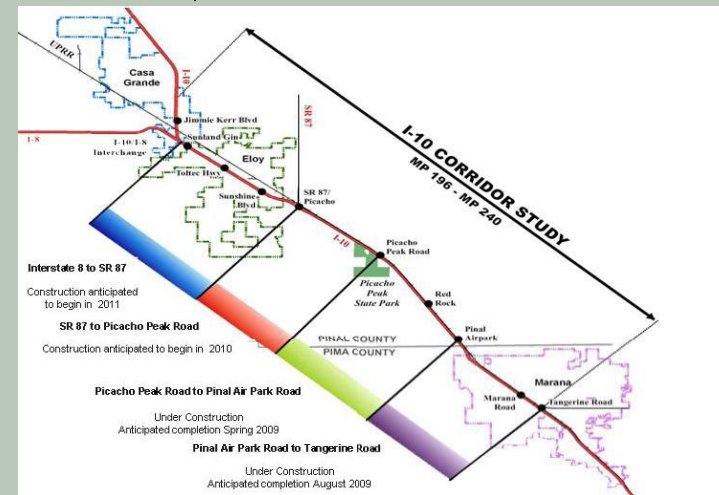 UPRR
Casa
Grande
I-10
Jimmie Kerr Blvd
SR 87
I-8
I-10/I-8
Interchange
Sunland Gin
Eloy
Toltec Hwy
Sunshine
Blvd
SR 87/
Picacho
I-10 CORRIDOR STUDY
MP 196 - MP 240
I-10
Picacho
Peak Road
Picacho
Peak
State Park
Red
Rock
Interstate 8 to SR 87
Construction anticipated
to begin in 2011
SR 87 to Picacho Peak Road
Construction anticipated to begin in 2010
PINAL COUNTY
PIMA COUNTY
Pinal
Airpark
Marana
Marana
Road
Tangerine Road
Picacho Peak Road to Pinal Air Park Road
Under Construction
Anticipated completion Spring 2009
Pinal Air Park Road to Tangerine Road
Under Construction
Anticipated completion August 2009